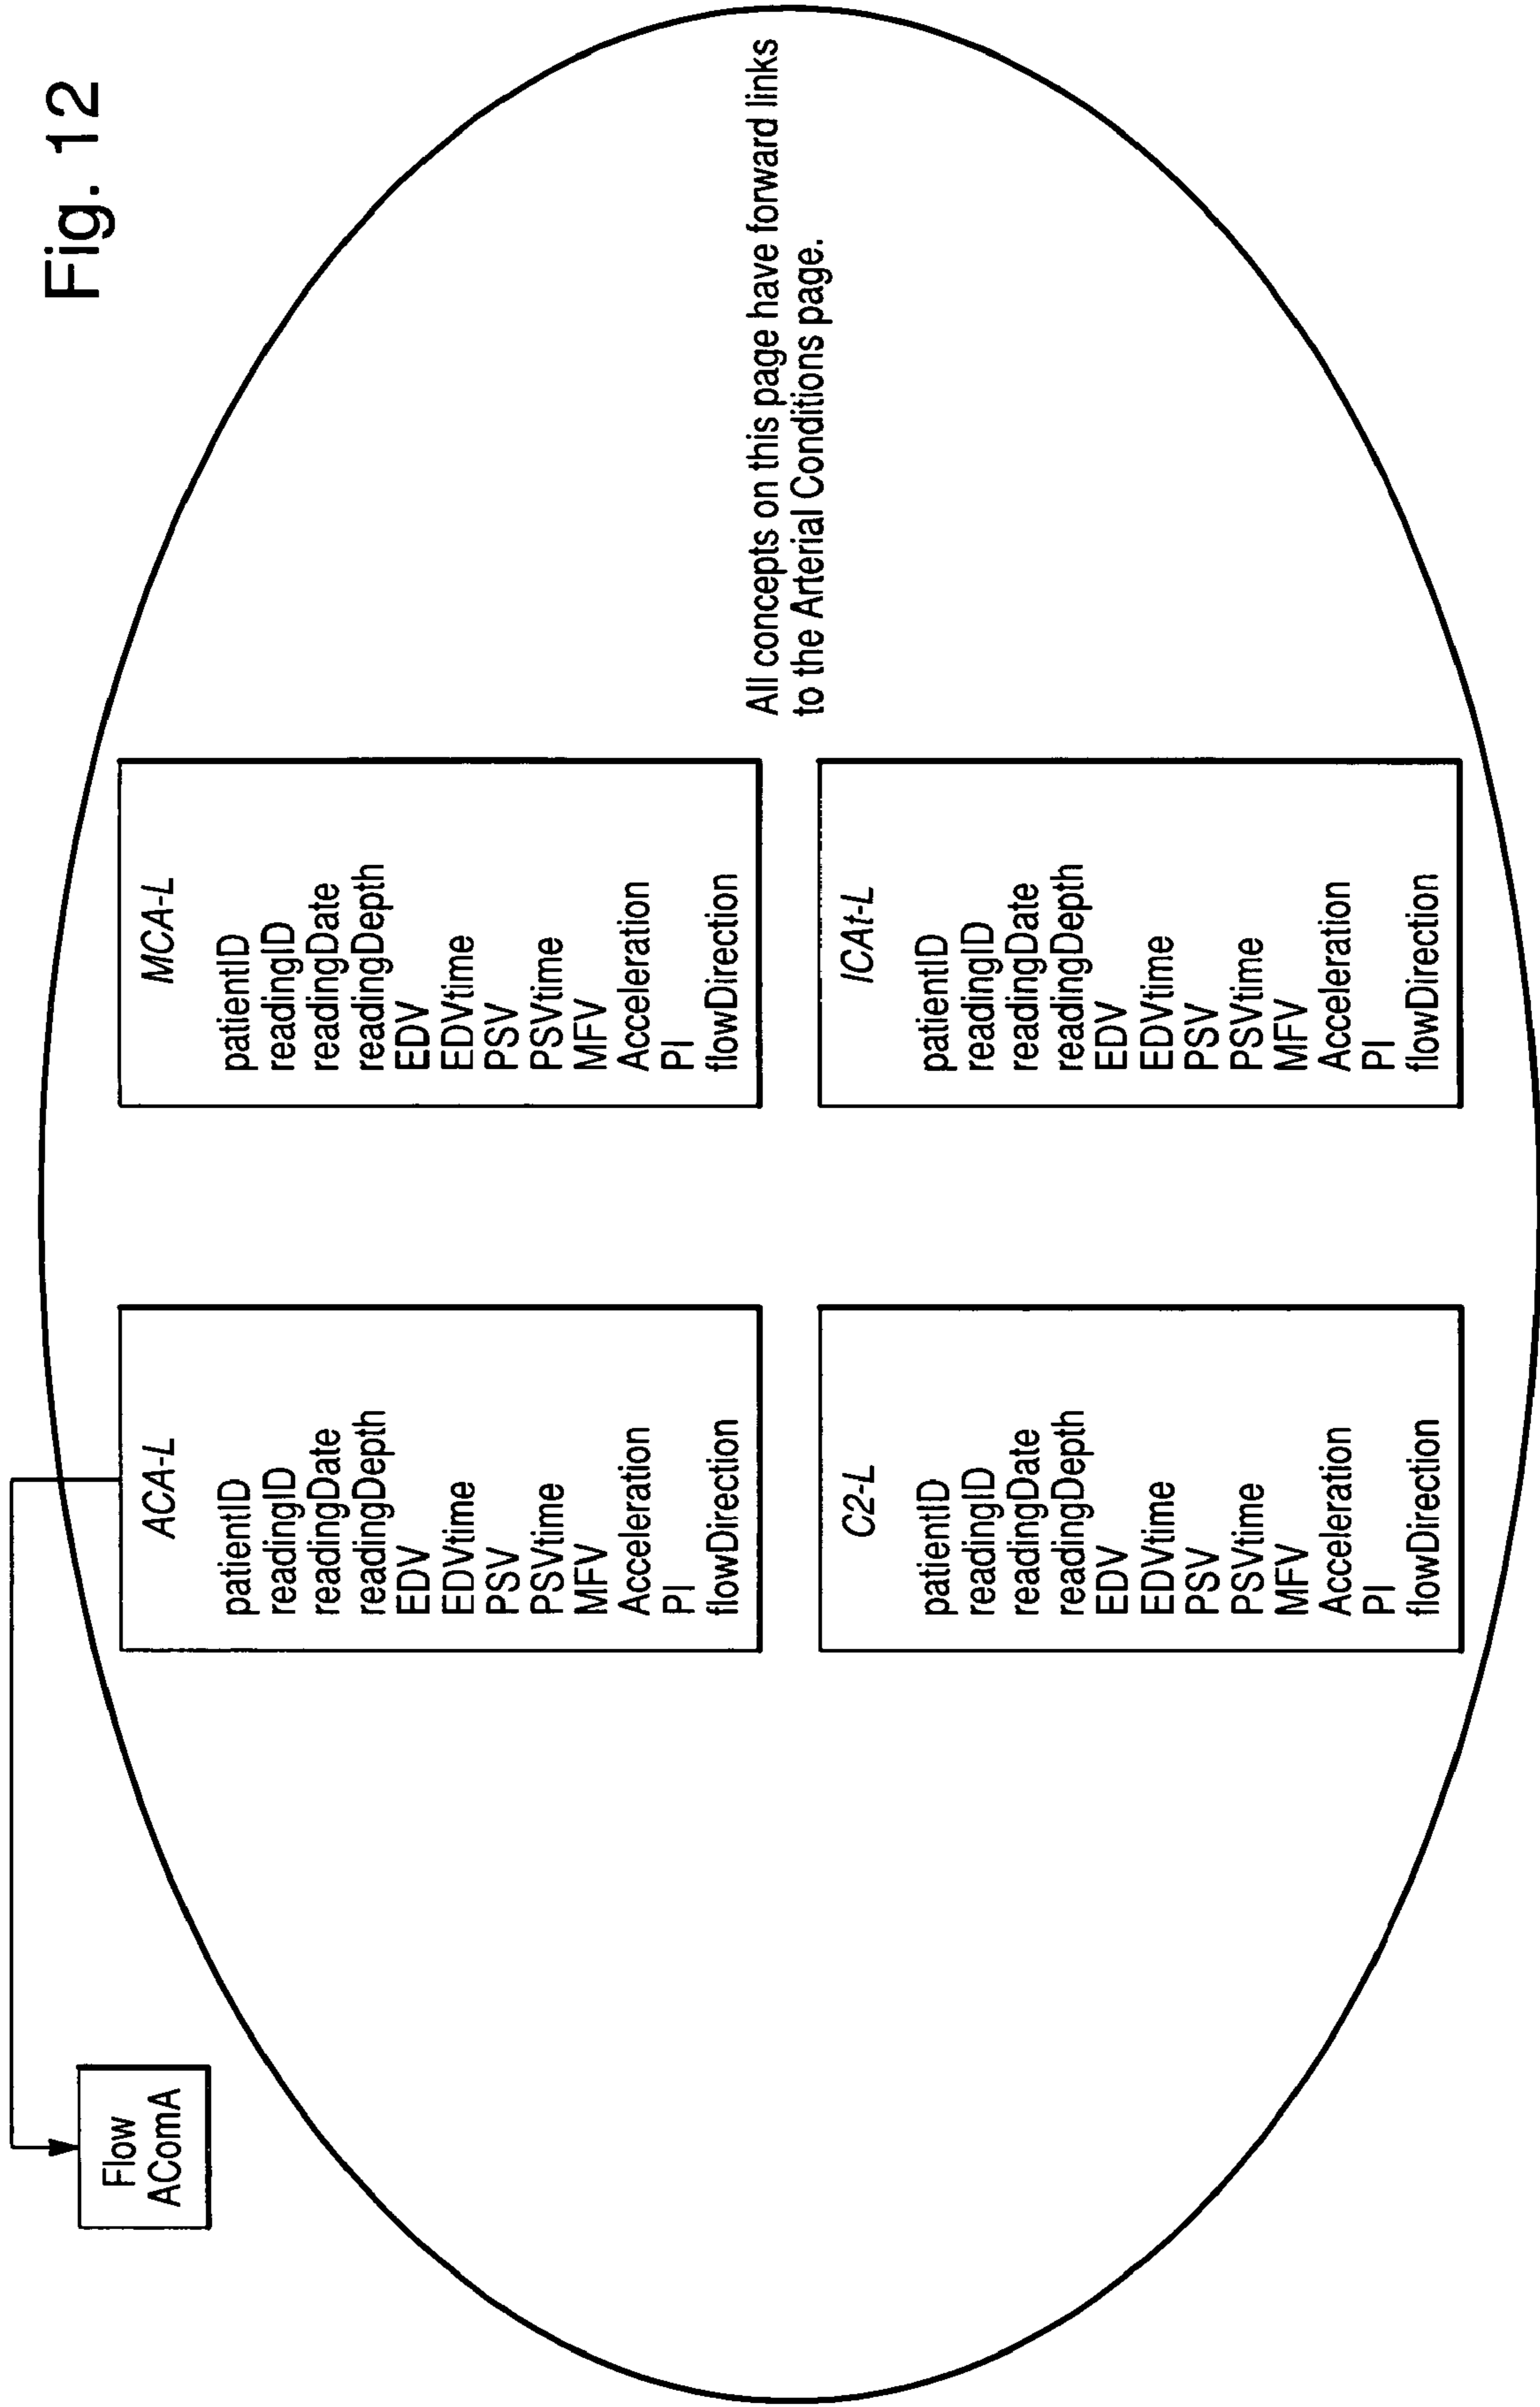 Fig. 12
Flow
AComA
ACA-L
patientID
readingID
readingDate
readingDepth
EDV
EDVtime
PSV
PSVtime
MFV
Acceleration
PI
flowDirection
MCA-L
patientID
readingID
readingDate
readingDepth
EDV
EDVtime
PSV
PSVtime
MFV
Acceleration
PI
flowDirection
C2-L
patientID
readingID
readingDate
readingDepth
EDV
EDVtime
PSV
PSVtime
MFV
Acceleration
PI
flowDirection
ICAt-L
patientID
readingID
readingDate
readingDepth
EDV
EDVtime
PSV
PSVtime
MFV
Acceleration
PI
flowDirection
All concepts on this page have forward links
to the Arterial Conditions page.